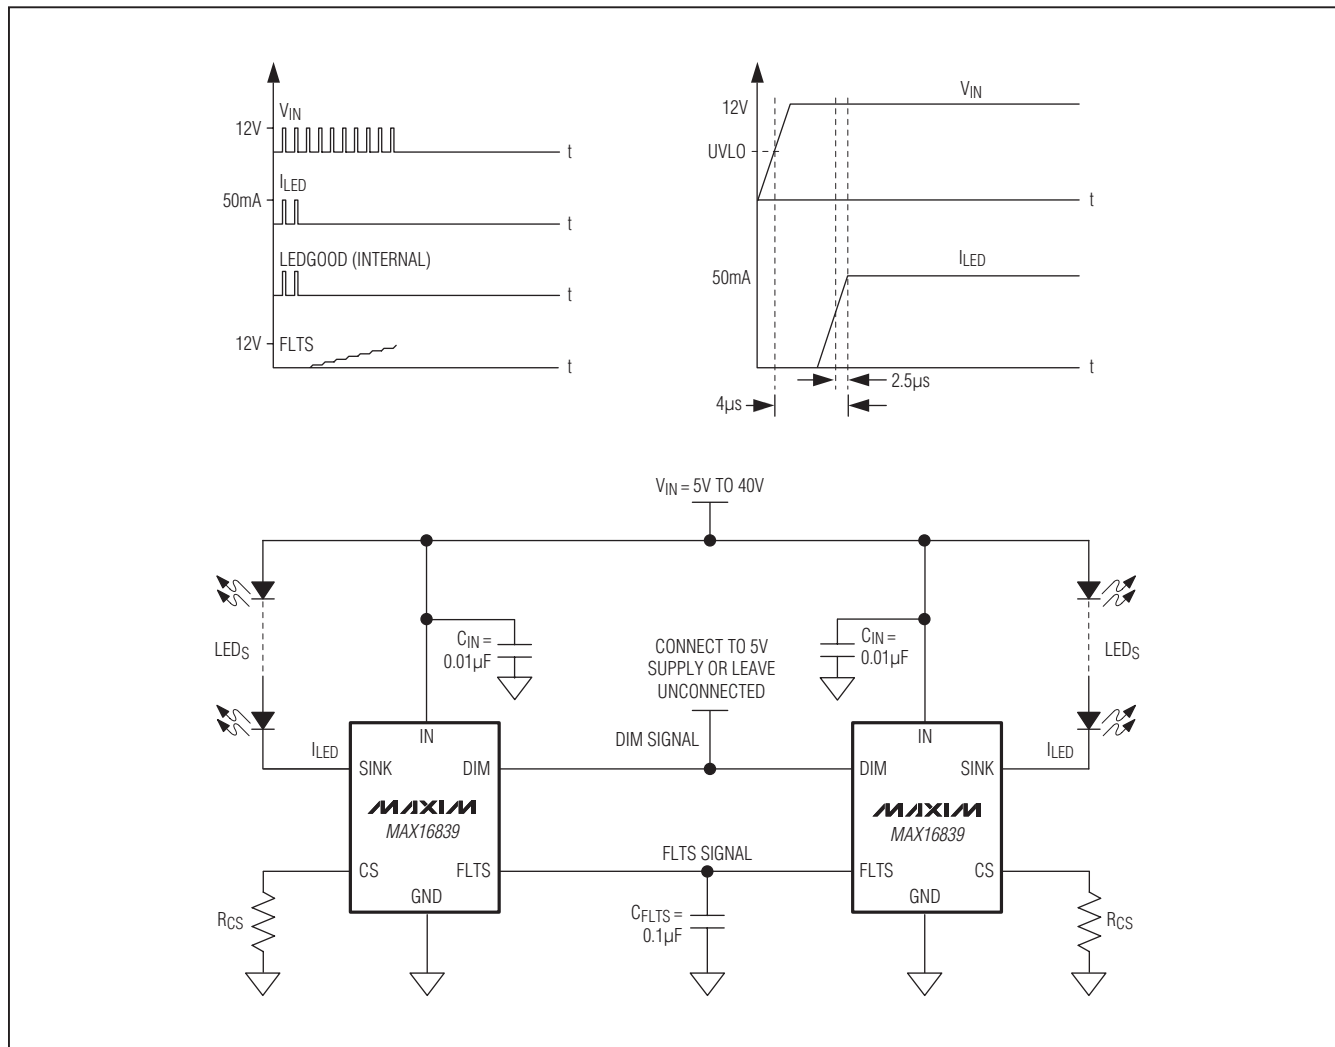 VIN
12V
t
ILED
50mA
t
LEDGOOD (INTERNAL)
t
12V
FLTS
t
12V
VIN
UVLO
t
50mA
ILED
t
2.5µs
4µs
VIN = 5V TO 40V
LEDS
CIN =
0.01µF
CONNECT TO 5V
SUPPLY OR LEAVE
UNCONNECTED
CIN =
0.01µF
LEDS
ILED
IN
DIM SIGNAL
IN
ILED
SINK
DIM
DIM
SINK
MAXIM
MAX16839
MAXIM
MAX16839
CS
FLTS
FLTS SIGNAL
FLTS
CS
GND
GND
RCS
CFLTS =
0.1µF
RCS